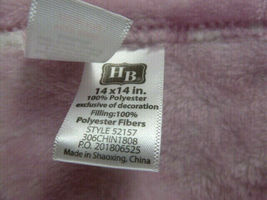 HB
14 x 14 in.
100% Polyester
exclusive of decoration
Filling:100%
Polyester Fibers
STYLE 52157
306CHIN1808
P.O. 201806525
Made in Shaoxing, China